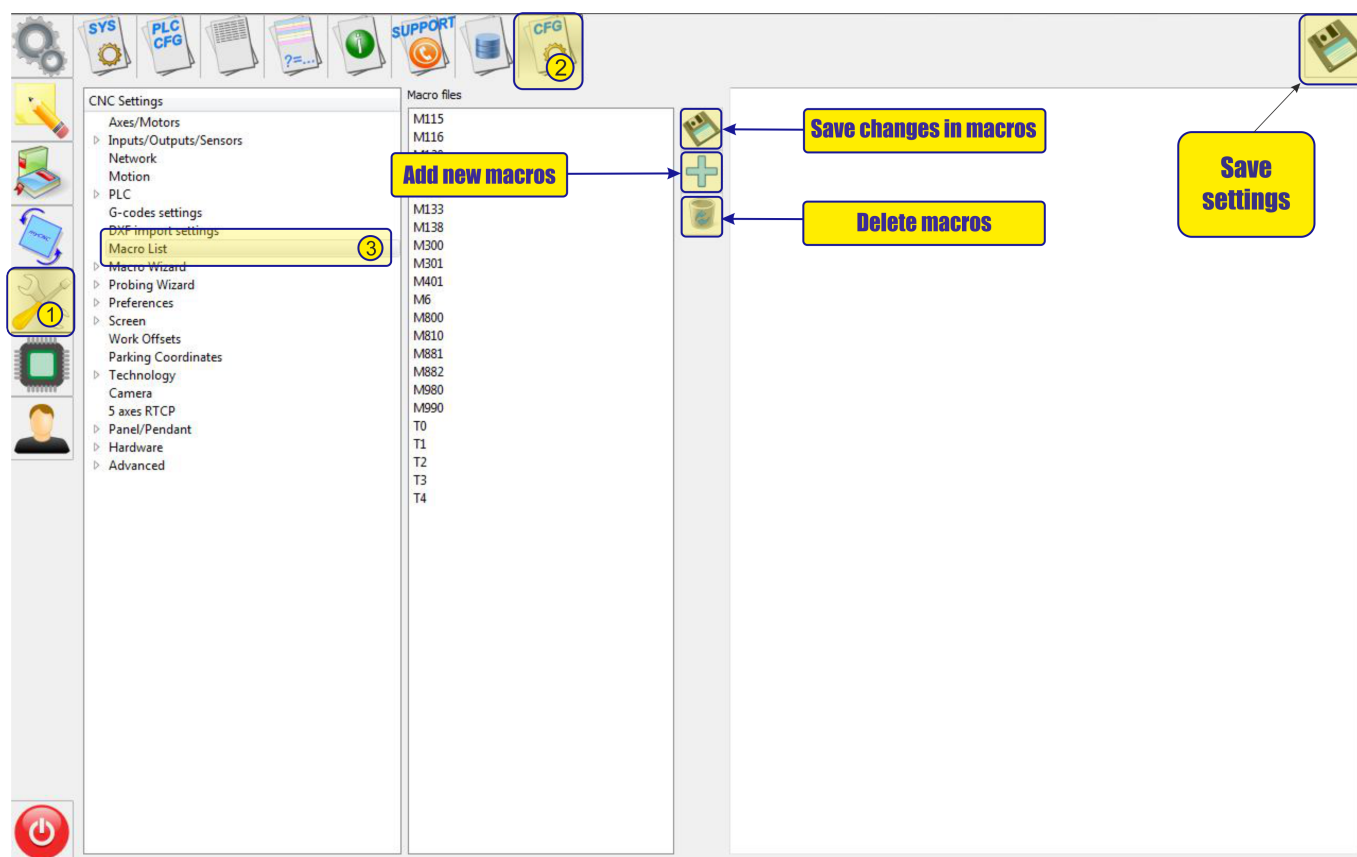 SYS
PLC
CFG
?=...
SUPPORT
CFG
2
CNC Settings
Axes/Motors
Inputs/Outputs/Sensors
Network
Motion
PLC
G-codes settings
DXF import settings
Macro List
3
Macro Wizard
Probing Wizard
Preferences
Screen
Work Offsets
Parking Coordinates
Technology
Camera
5 axes RTCP
Panel/Pendant
Hardware
Advanced
1
myCNC
Macro files
M115
M116
M133
M138
M300
M301
M401
M6
M800
M810
M881
M882
M980
M990
T0
T1
T2
T3
T4
Save changes in macros
Add new macros
Delete macros
Save
settings